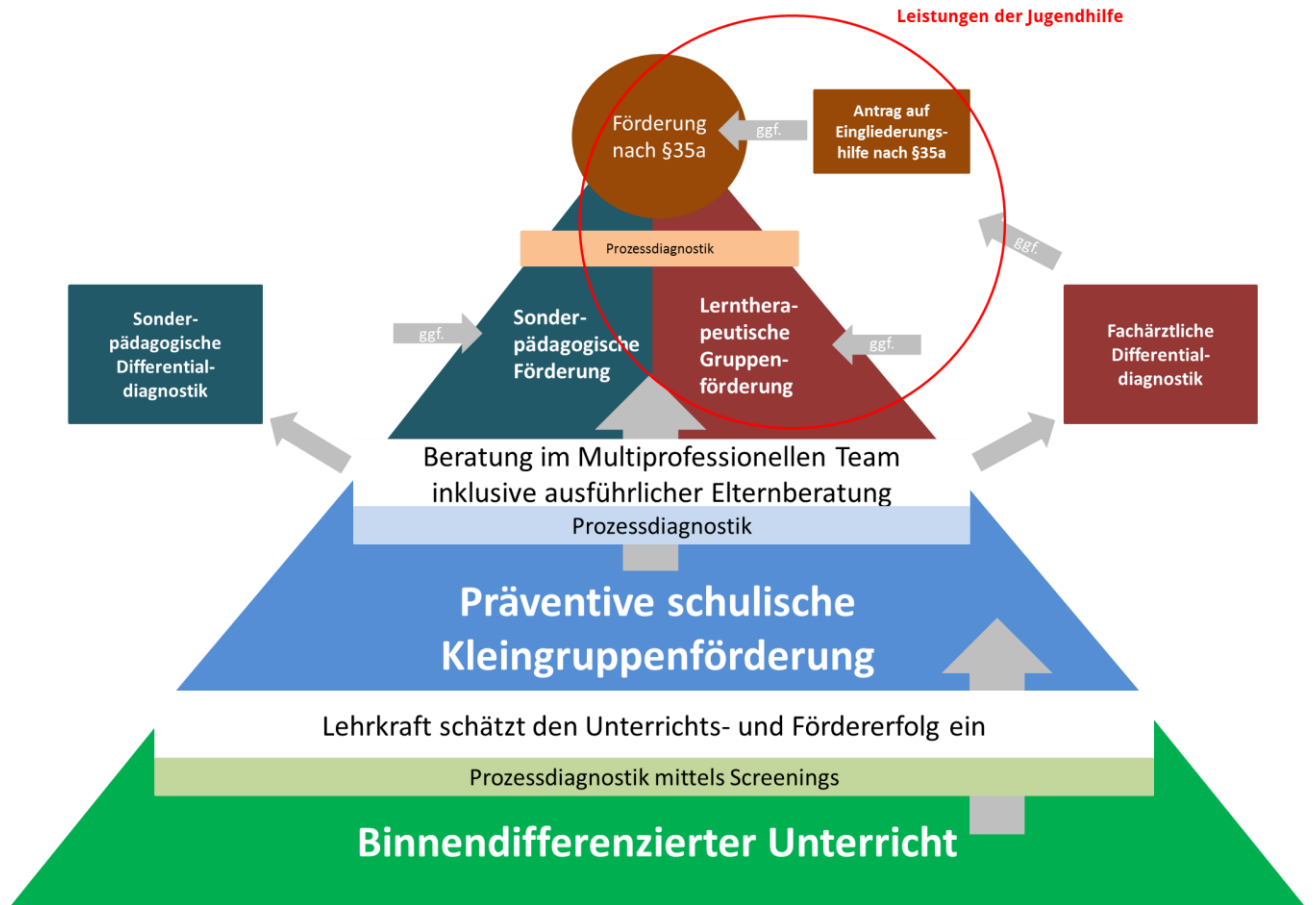 Leistungen der Jugendhilfe
Förderung
nach §35a
ggf.
Antrag auf
Eingliederungs-
hilfe nach §35a
Prozessdiagnostik
ggf.
Sonder-
pädagogische
Differential-
diagnostik
ggf.
Sonder-
pädagogische
Förderung
Lernthera-
peutische
Gruppen-
förderung
ggf.
Fachärztliche
Differential-
diagnostik
Beratung im Multiprofessionellen Team
inklusive ausführlicher Elternberatung
Prozessdiagnostik
Präventive schulische
Kleingruppenförderung
Lehrkraft schätzt den Unterrichts- und Fördererfolg ein
Prozessdiagnostik mittels Screenings
Binnendifferenzierter Unterricht